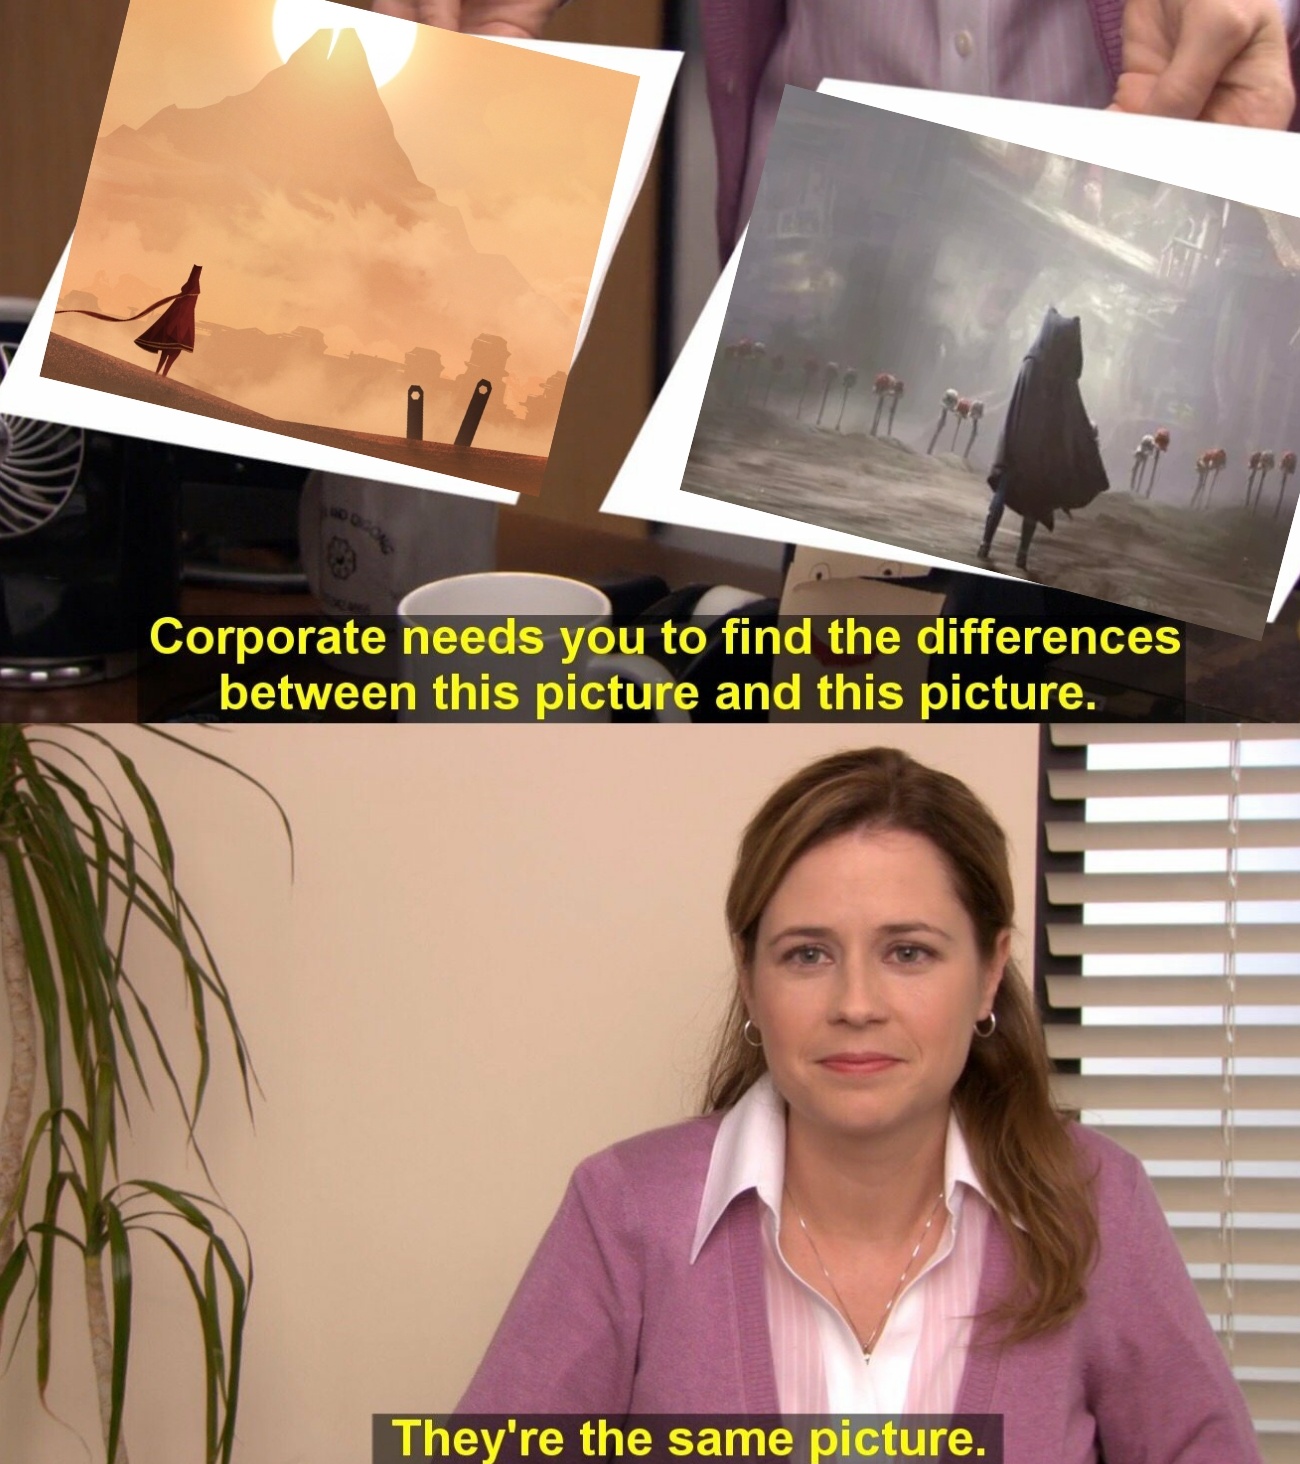 Corporate needs you to find the differences
between this picture and this picture.
They're the same picture.